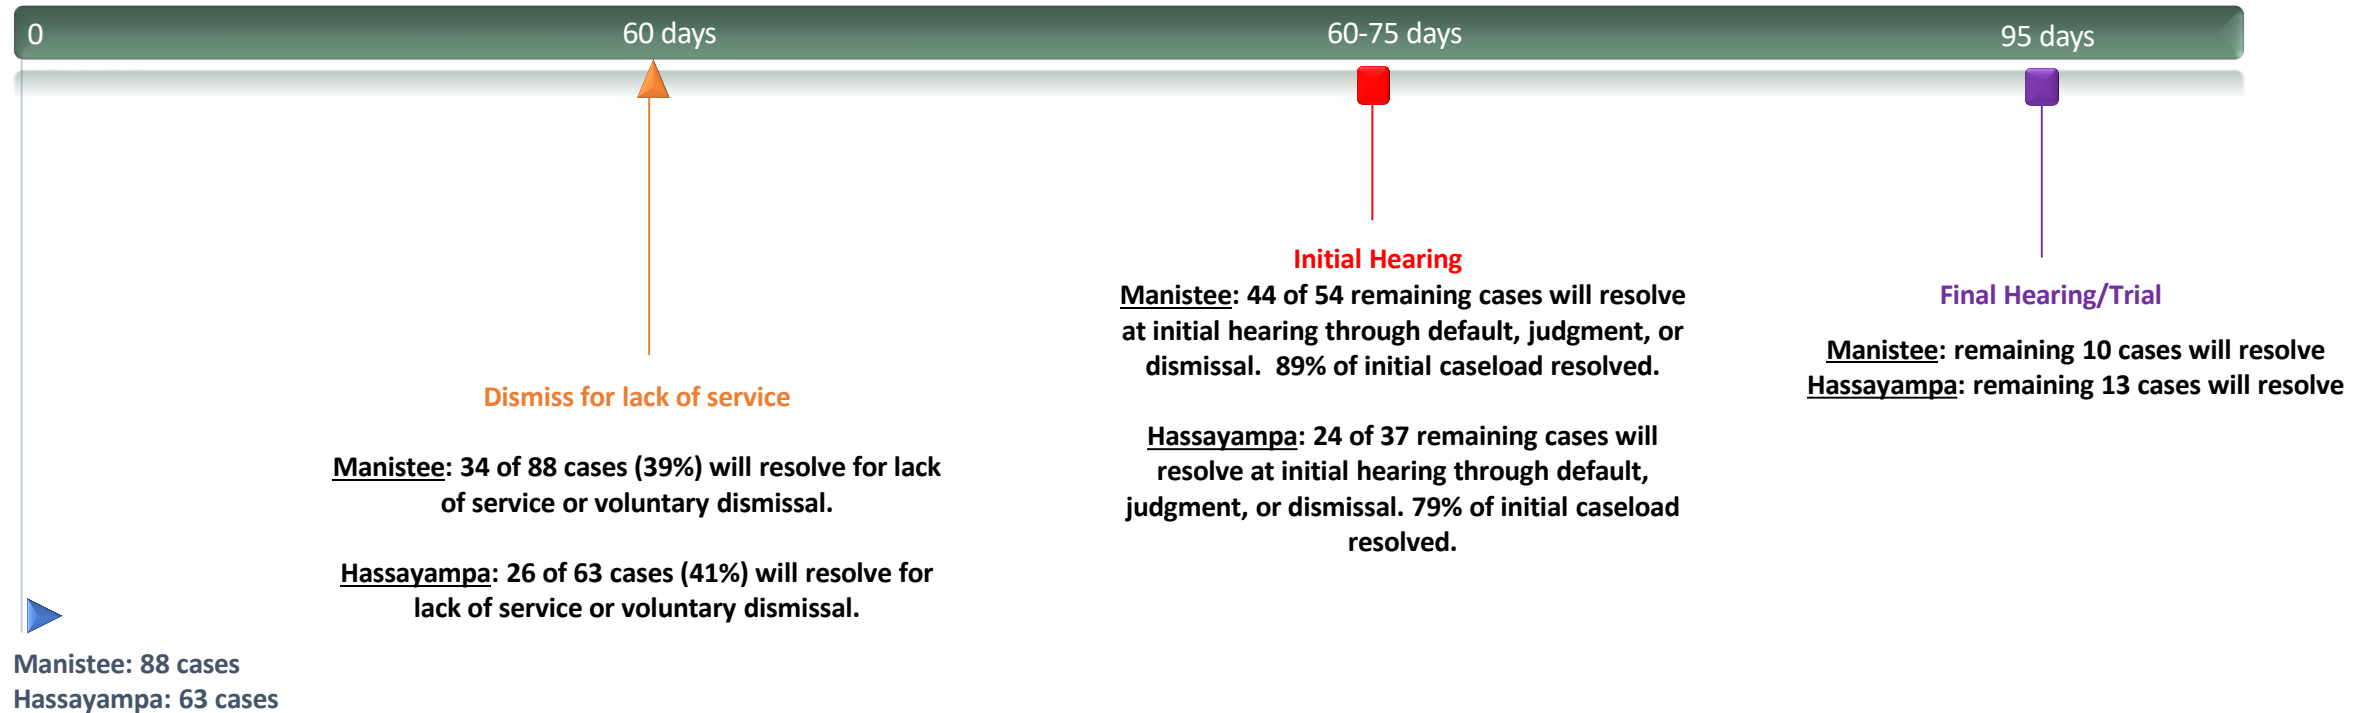 0
60 days
60-75 days
95 days
Dismiss for lack of service
Manistee: 34 of 88 cases (39%) will resolve for lack
of service or voluntary dismissal.
Hassayampa: 26 of 63 cases (41%) will resolve for
lack of service or voluntary dismissal.
Initial Hearing
Manistee: 44 of 54 remaining cases will resolve
at initial hearing through default, judgment, or
dismissal.  89% of initial caseload resolved.
Hassayampa: 24 of 37 remaining cases will
resolve at initial hearing through default,
judgment, or dismissal. 79% of initial caseload
resolved.
Final Hearing/Trial
Manistee: remaining 10 cases will resolve
Hassayampa: remaining 13 cases will resolve
Manistee: 88 cases
Hassayampa: 63 cases